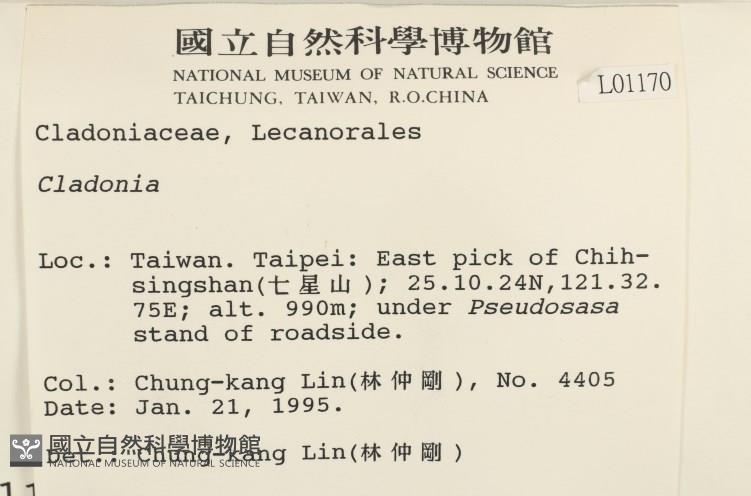 國立自然科學博物館
NATIONAL MUSEUM OF NATURAL SCIENCE
TAICHUNG, TAIWAN, R.O.CHINA
L01170
Cladoniaceae, Lecanorales
Cladonia
Loc.: Taiwan. Taipei: East pick of Chih-
singshan(七星山); 25.10.24N,121.32.
75E; alt. 990m; under Pseudosasa
stand of roadside.
Col.: Chung-kang Lin(林仲剛), No. 4405
Date: Jan. 21, 1995.
Det.: Chung-kang Lin(林仲剛)
國立自然科學博物館
NATIONAL MUSEUM OF NATURAL SCIENCE